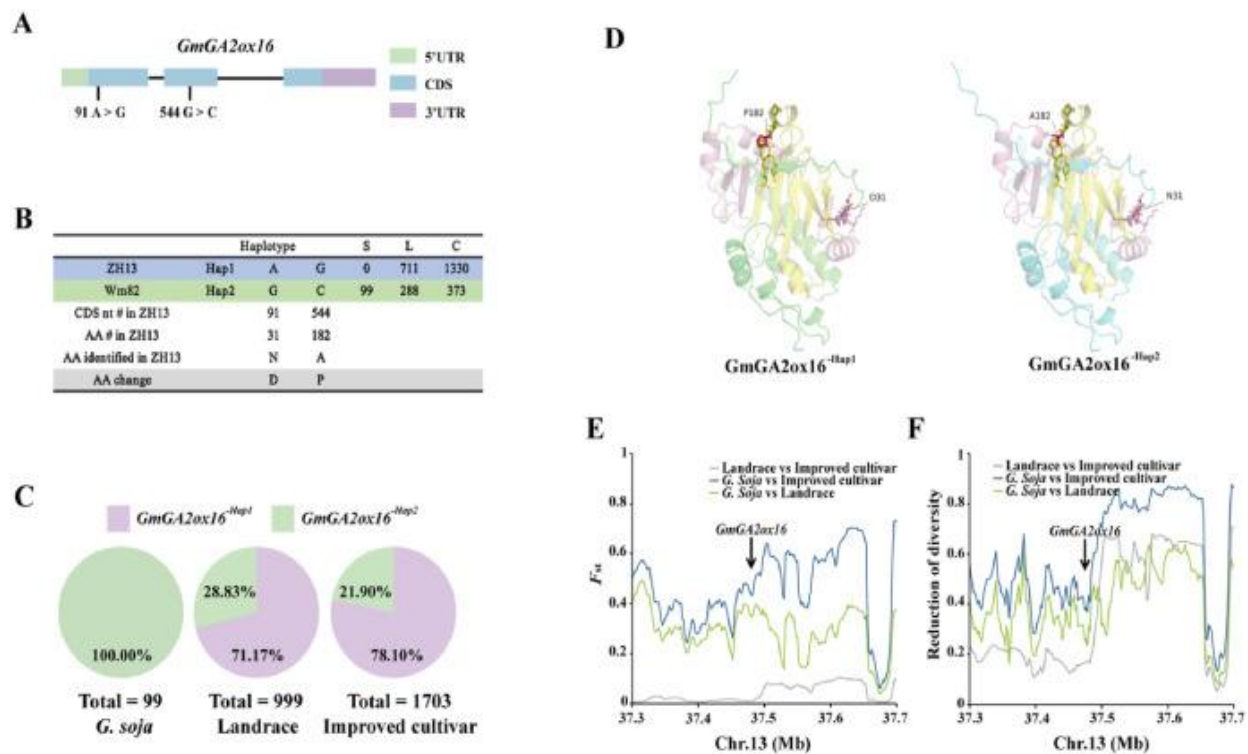 A
GmGA2ox16
5'UTR
CDS
3'UTR
91 A > G
544 G > C
B
Haplotype S L C
ZH13 Hap1 A G 0 711 1330
Wm82 Hap2 G C 99 288 373
CDS nt # in ZH13 91 544
AA # in ZH13 31 182
AA identified in ZH13 N A
AA change D P
C
GmGA2ox16-Hap1
GmGA2ox16-Hap2
100.00%
28.83%
71.17%
21.90%
78.10%
Total = 99
G. soja
Total = 999
Landrace
Total = 1703
Improved cultivar
D
P182
D31
GmGA2ox16-Hap1
A182
N31
GmGA2ox16-Hap2
E
Landrace vs Improved cultivar
G. Soja vs Improved cultivar
G. Soja vs Landrace
GmGA2ox16
Fst
1
0.8
0.6
0.4
0.2
0
37.3 37.4 37.5 37.6 37.7
Chr.13 (Mb)
F
Landrace vs Improved cultivar
G. Soja vs Improved cultivar
G. Soja vs Landrace
GmGA2ox16
Reduction of diversity
1
0.8
0.6
0.4
0.2
0
37.3 37.4 37.5 37.6 37.7
Chr.13 (Mb)